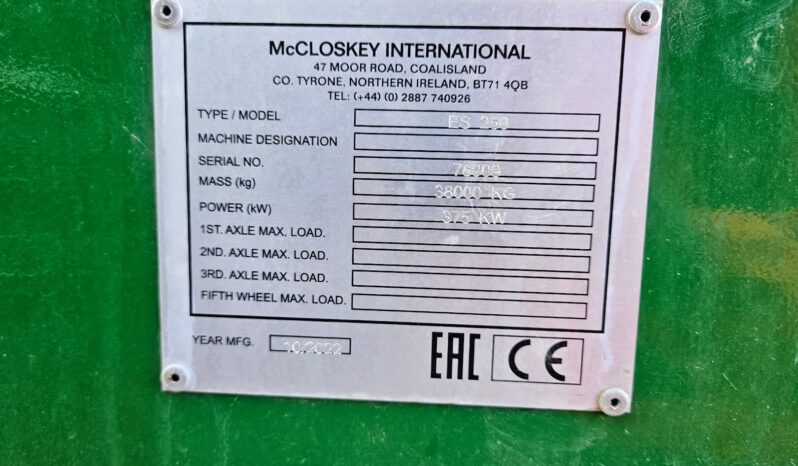 McCLOSKEY INTERNATIONAL
47 MOOR ROAD, COALISLAND
CO. TYRONE, NORTHERN IRELAND, BT71 4QB
TEL: (+44) (0) 2887 740926
TYPE / MODEL ES 250
MACHINE DESIGNATION
SERIAL NO. 78909
MASS (kg) 38000 KG
POWER (kW) 375 KW
1ST. AXLE MAX. LOAD.
2ND. AXLE MAX. LOAD.
3RD. AXLE MAX. LOAD.
FIFTH WHEEL MAX. LOAD.
YEAR MFG. 10/2022
EAC CE